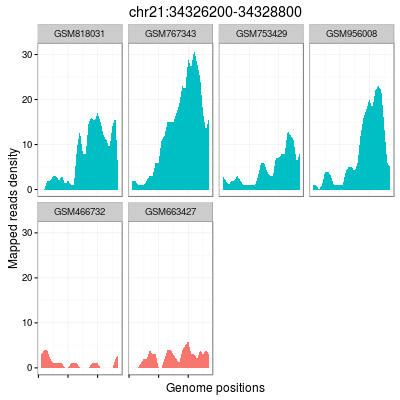 chr21:34326200-34328800
GSM818031 GSM767343 GSM753429 GSM956008
30
20
10
0
Mapped reads density
GSM466732 GSM663427
30
20
10
0
Genome positions